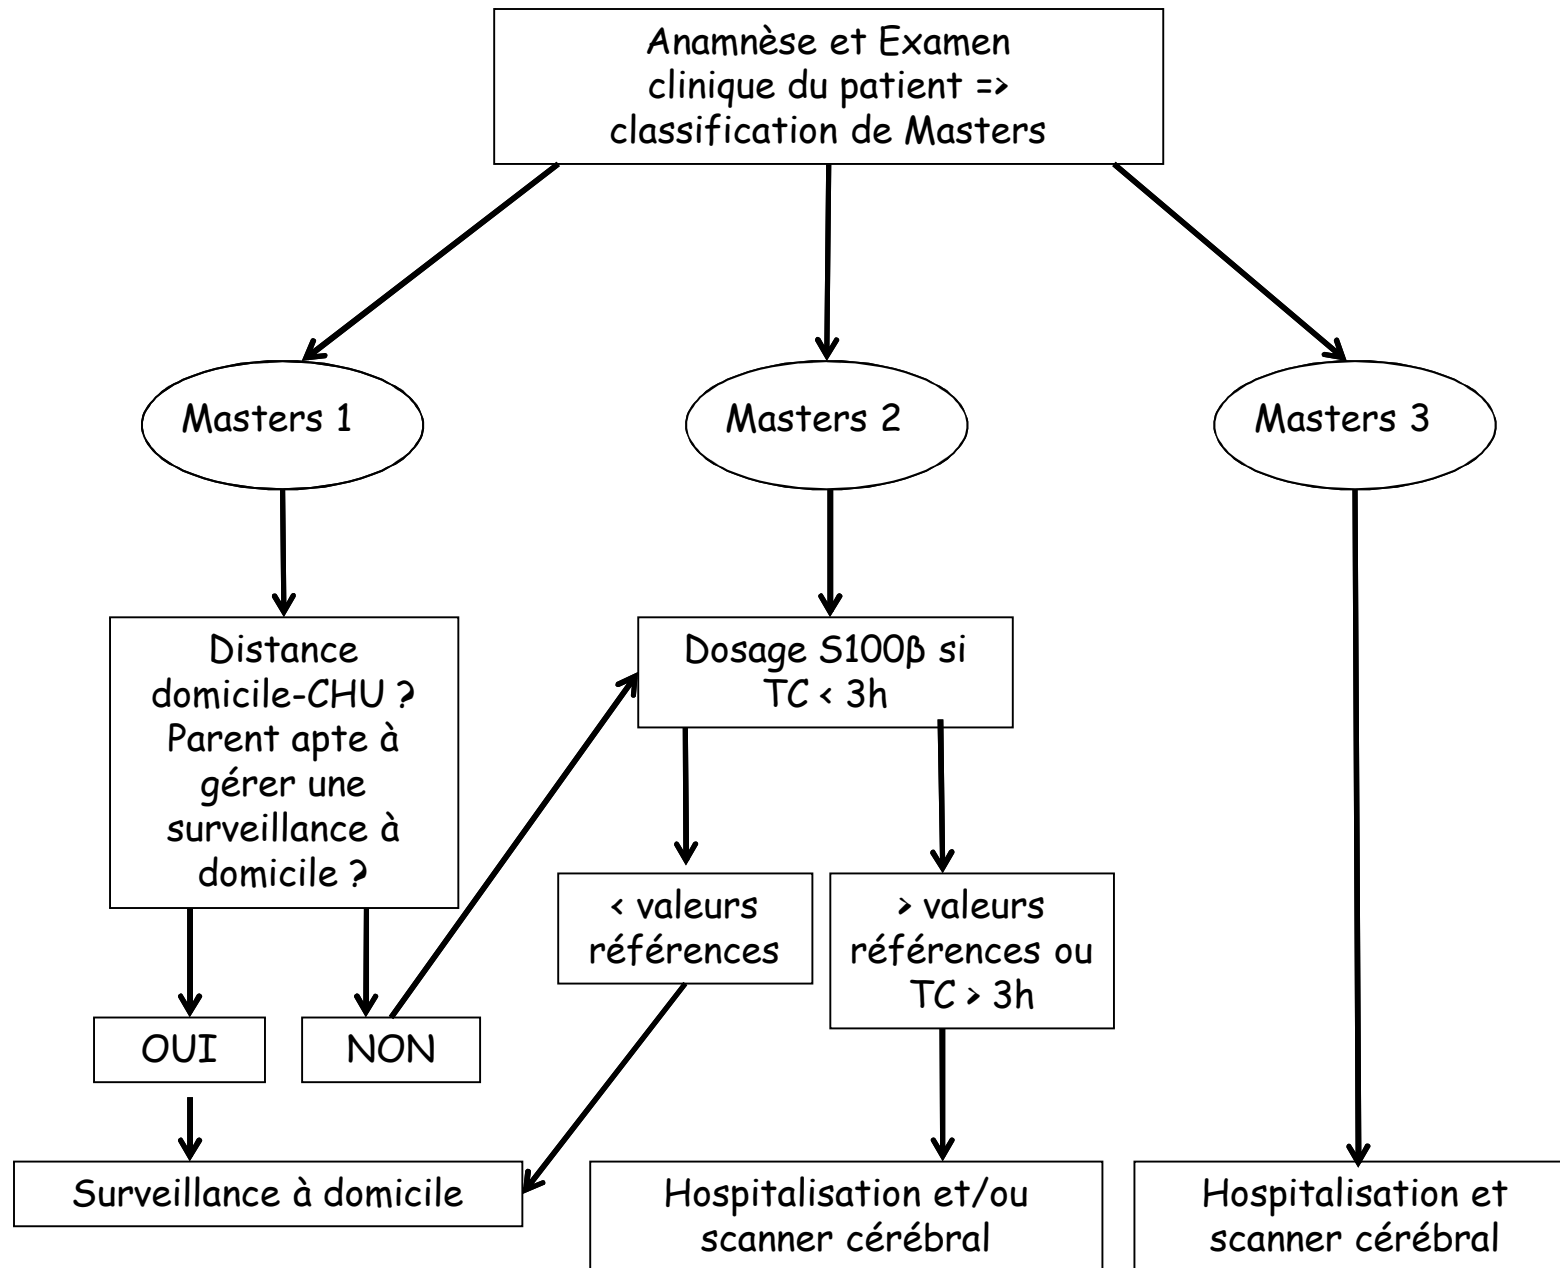 Anamnèse et Examen
clinique du patient =>
classification de Masters
Masters 1
Masters 2
Masters 3
Distance
domicile-CHU ?
Parent apte à
gérer une
surveillance à
domicile ?
Dosage S100β si
TC < 3h
< valeurs
références
> valeurs
références ou
TC > 3h
OUI
NON
Surveillance à domicile
Hospitalisation et/ou
scanner cérébral
Hospitalisation et
scanner cérébral